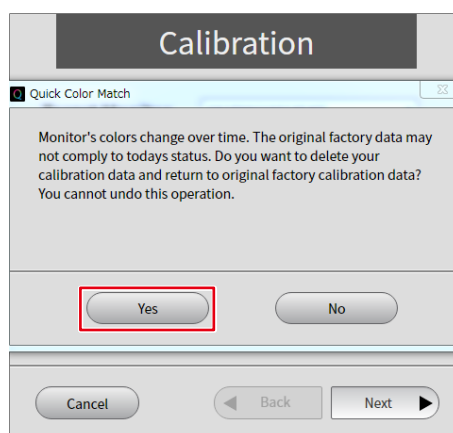 Calibration
Q Quick Color Match
Monitor's colors change over time. The original factory data may
not comply to todays status. Do you want to delete your
calibration data and return to original factory calibration data?
You cannot undo this operation.
Yes
No
Cancel
Back
Next